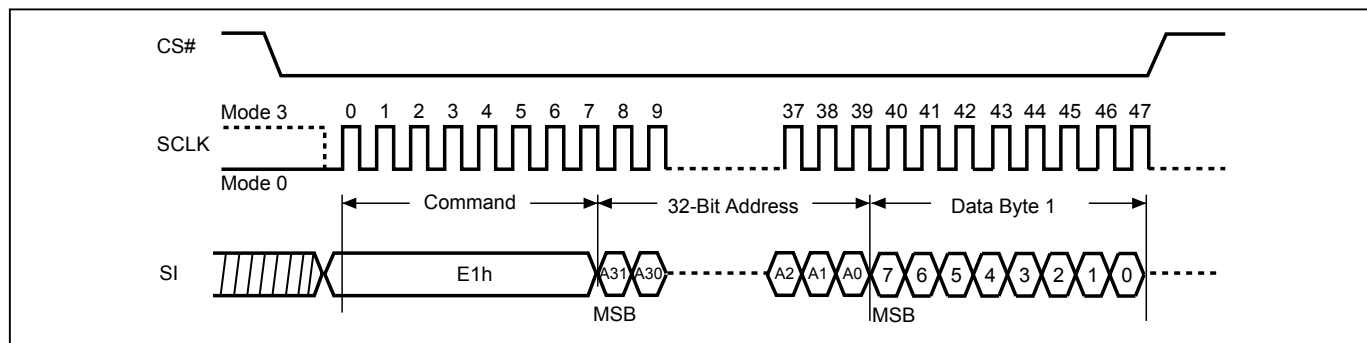 CS#
Mode 3
0 1 2 3 4 5 6 7 8 9 37 38 39 40 41 42 43 44 45 46 47
SCLK
Mode 0
Command 32-Bit Address Data Byte 1
SI E1h A31 A30 A2 A1 A0 7 6 5 4 3 2 1 0
MSB MSB